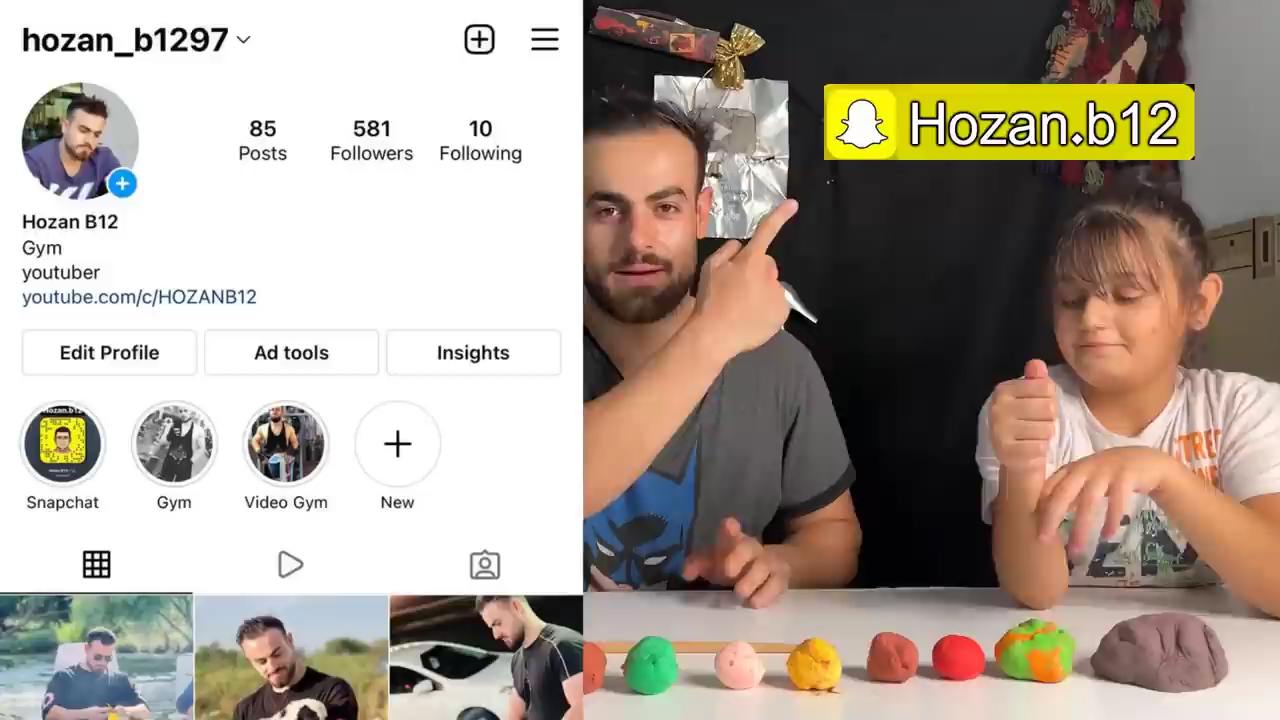 hozan_b1297
85
Posts
581
Followers
10
Following
Hozan B12
Gym
youtuber
youtube.com/c/HOZANB12
Edit Profile
Ad tools
Insights
Snapchat
Gym
Video Gym
New
Hozan.b12